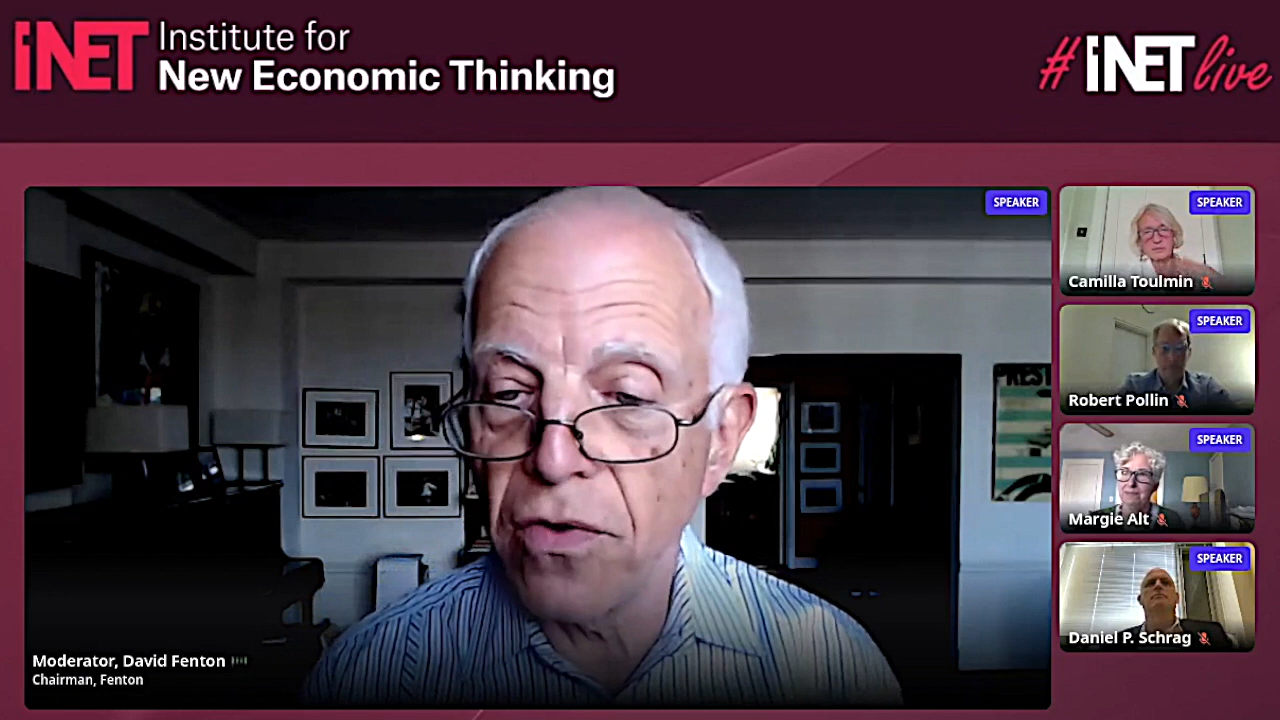 iNET Institute for
New Economic Thinking
# iNET live
SPEAKER
Moderator, David Fenton
Chairman, Fenton
SPEAKER
Camilla Toulmin
SPEAKER
Robert Pollin
SPEAKER
Margie Alt
SPEAKER
Daniel P. Schrag